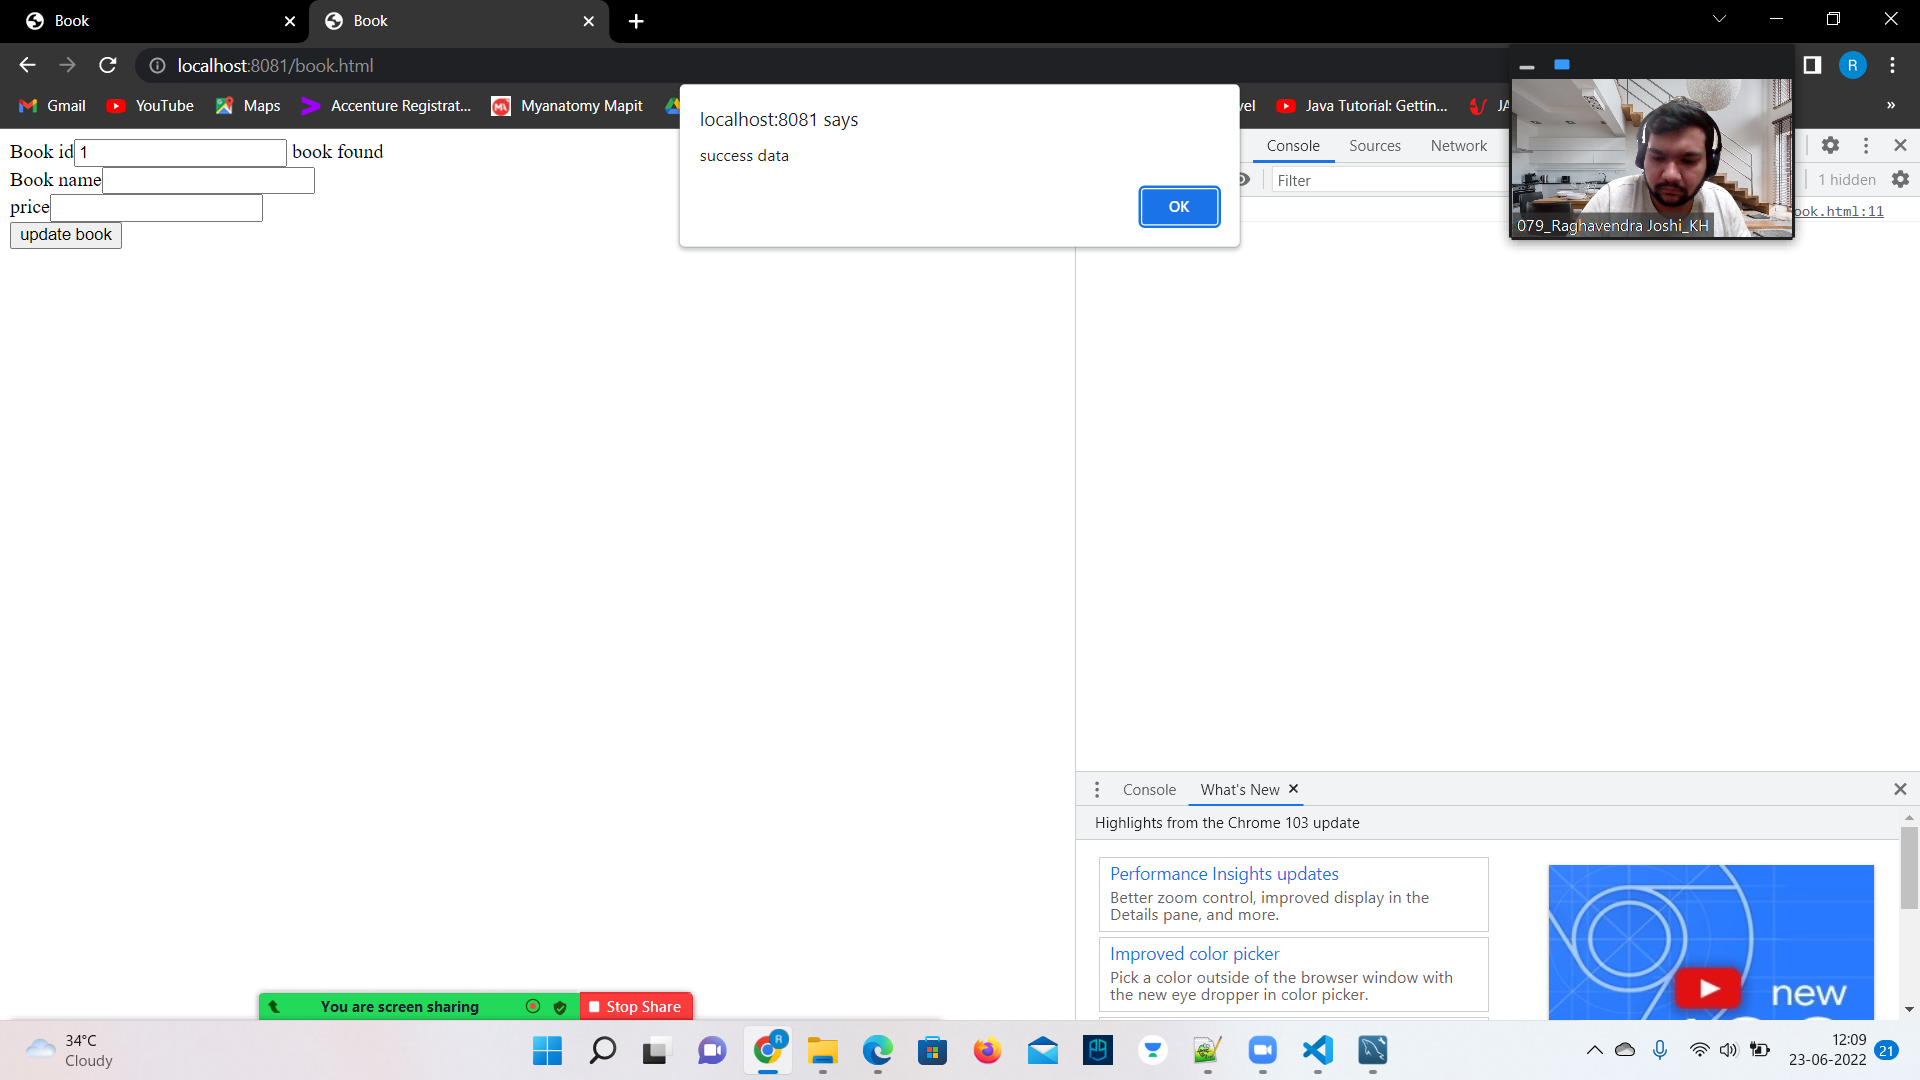 Book
Book
localhost:8081/book.html
R
Gmail
YouTube
Maps
Accenture Registrat...
Myanatomy Mapit
vel
Java Tutorial: Gettin...
JA
»
localhost:8081 says
success data
OK
Book id 1 book found
Book name
price
update book
Console
Sources
Network
Filter
1 hidden
ook.html:11
079_Raghavendra Joshi_KH
Console
What's New
Highlights from the Chrome 103 update
Performance Insights updates
Better zoom control, improved display in the
Details pane, and more.
Improved color picker
Pick a color outside of the browser window with
the new eye dropper in color picker.
new
You are screen sharing
Stop Share
34°C
Cloudy
R
12:09
23-06-2022
21